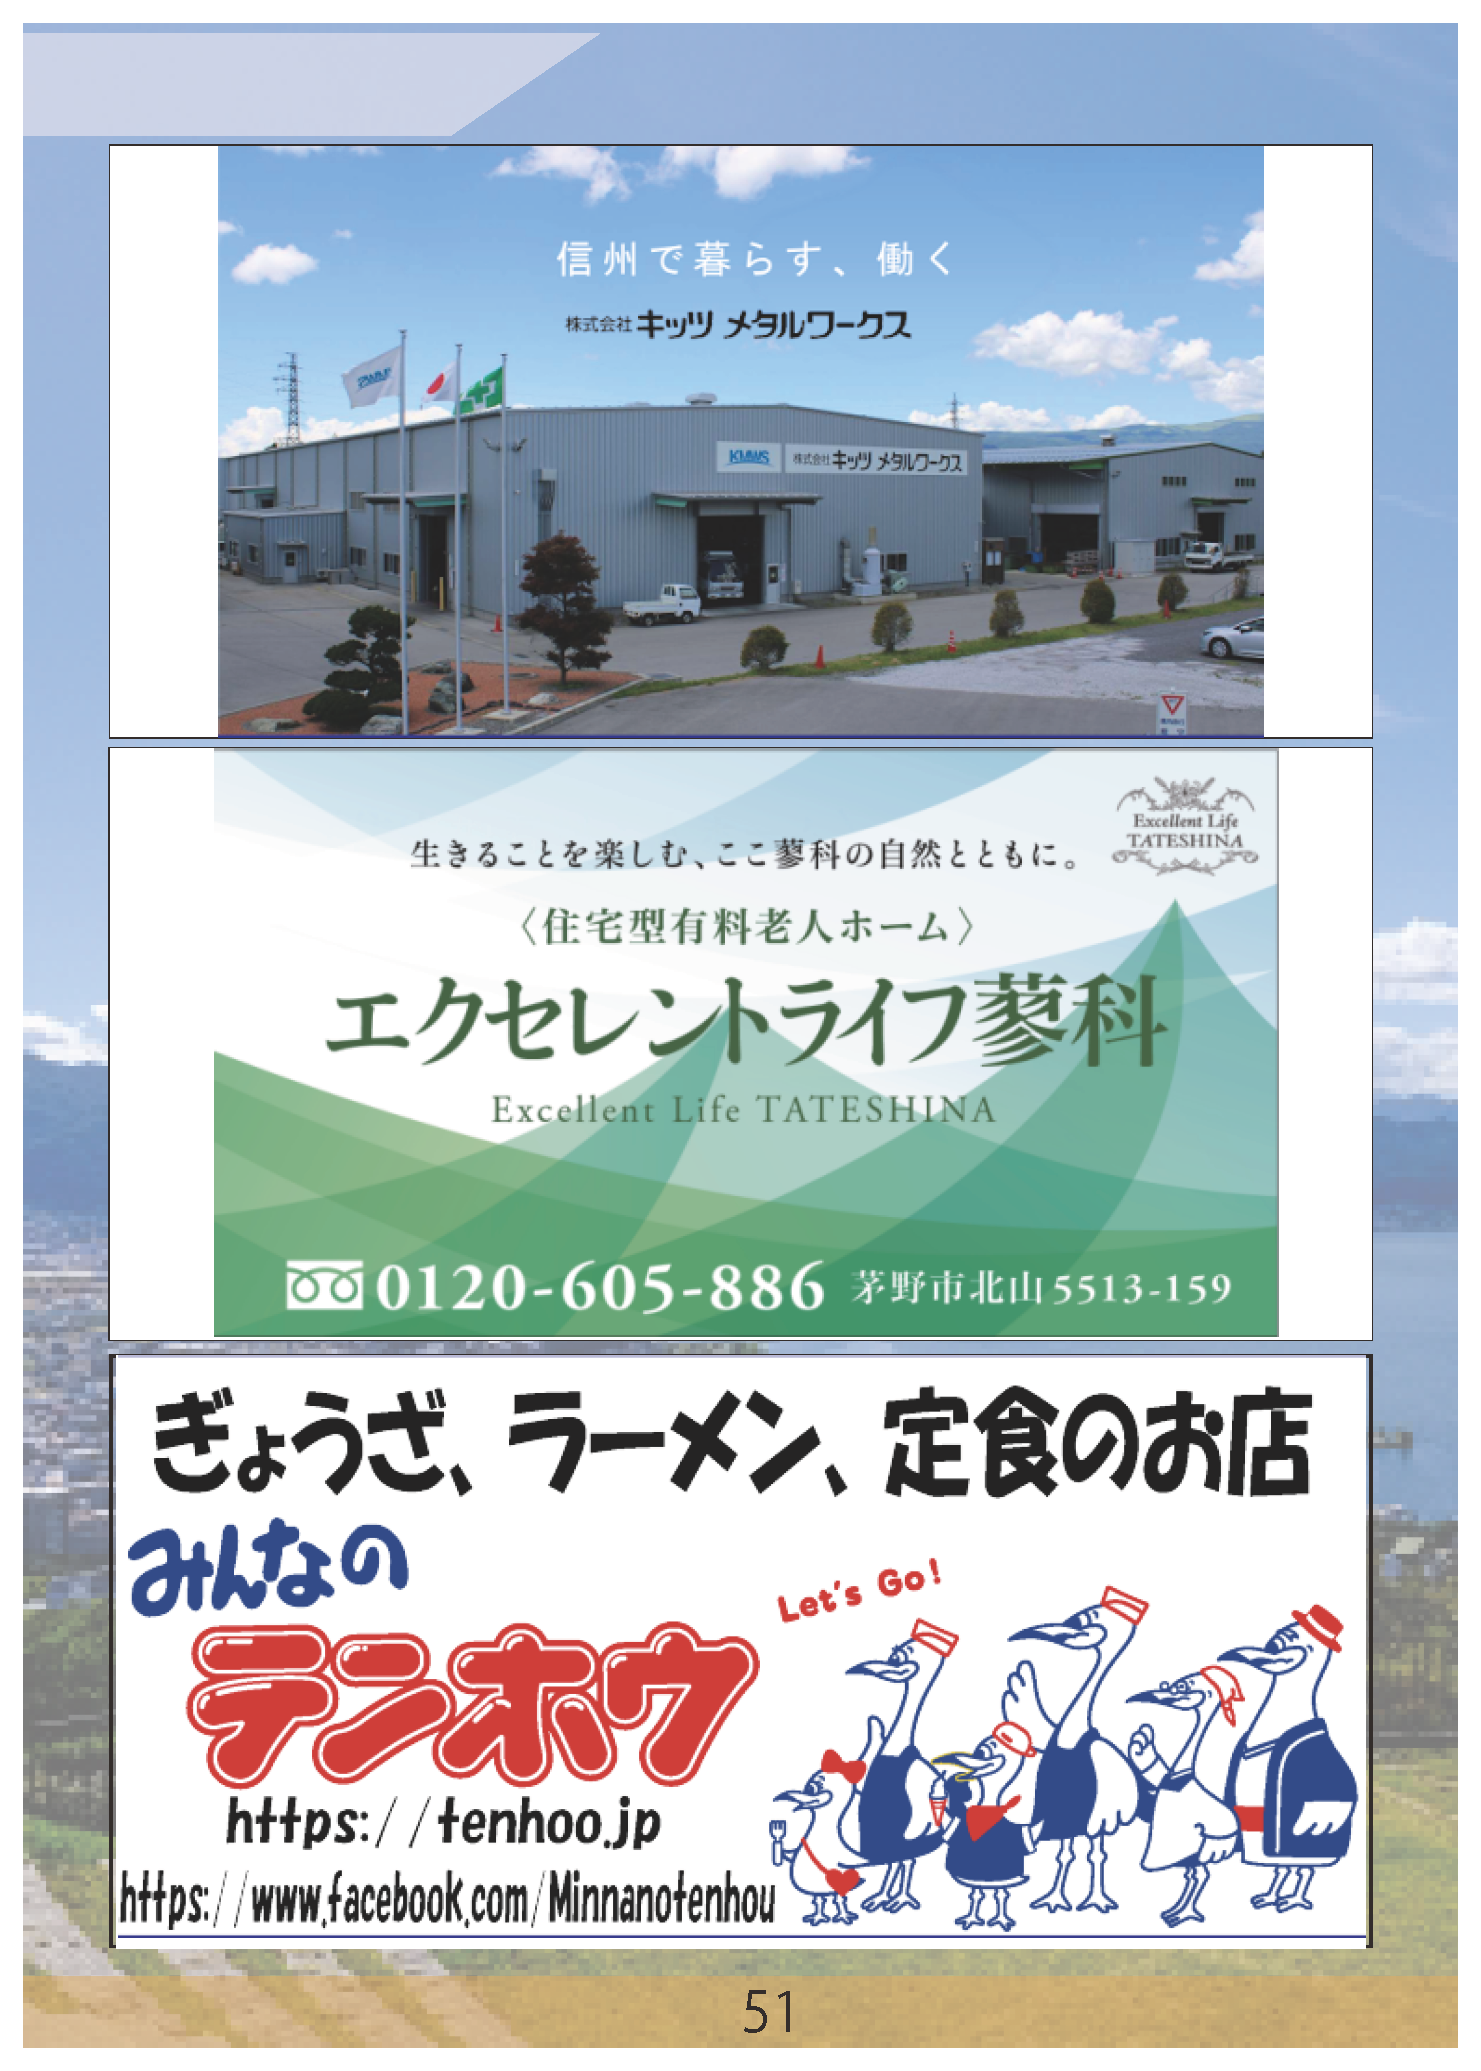 信州で暮らす、働く
株式会社キッツ メタルワークス
KMWS 株式会社キッツ メタルワークス
Excellent Life
TATESHINA
生きることを楽しむ、ここ蓼科の自然とともに。
〈住宅型有料老人ホーム〉
エクセレントライフ蓼科
Excellent Life TATESHINA
0120-605-886 茅野市北山5513-159
ぎょうざ、ラーメン、定食のお店
みんなの
テンホウ
Let's Go!
https://tenhoo.jp
https://www.facebook.com/Minnanotenhou
51